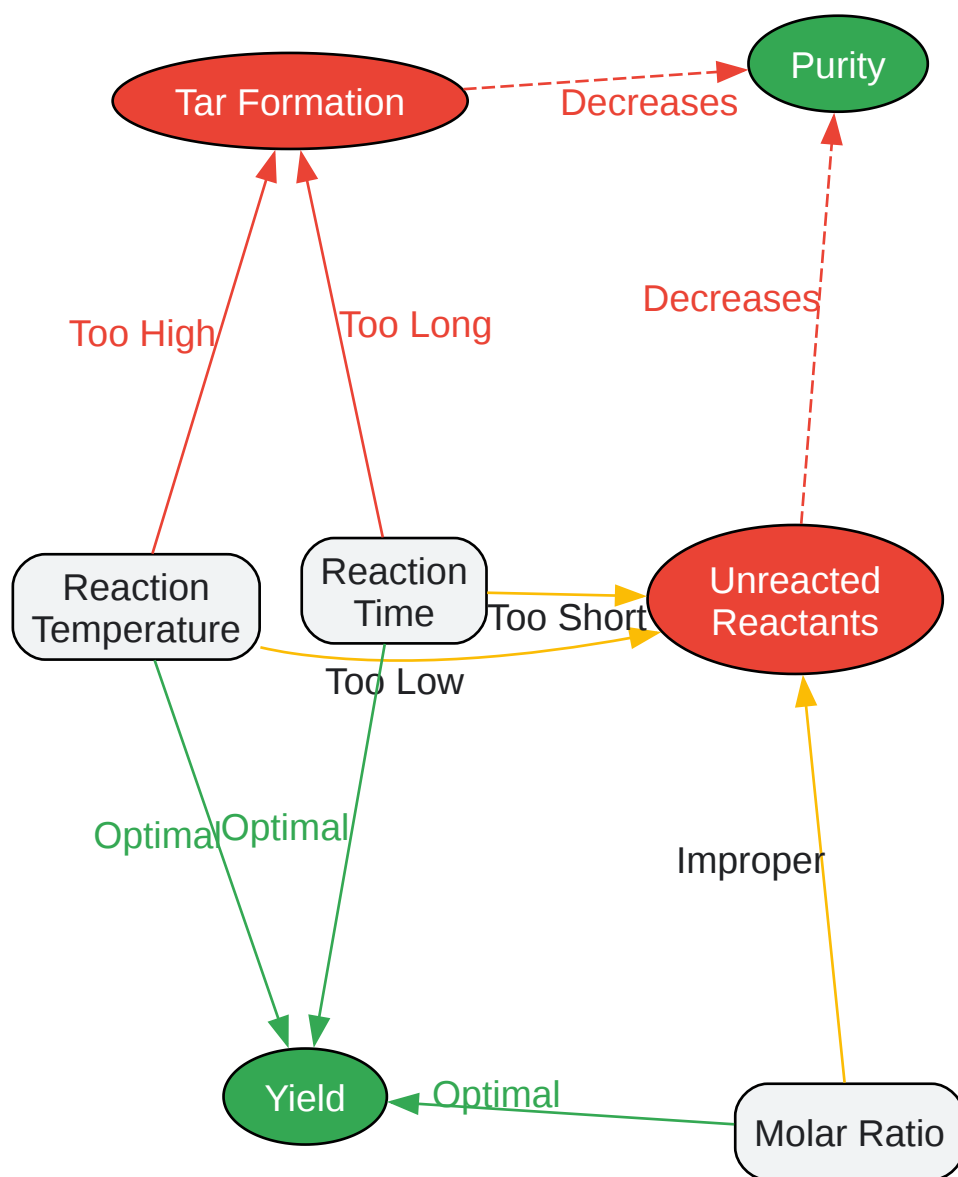 Purity
Tar Formation
Decreases
Decreases
Too High
Too Long
Reaction
Temperature
Reaction
Time
Unreacted
Reactants
Too Short
Too Low
Optimal
Optimal
Improper
Yield
Optimal
Molar Ratio